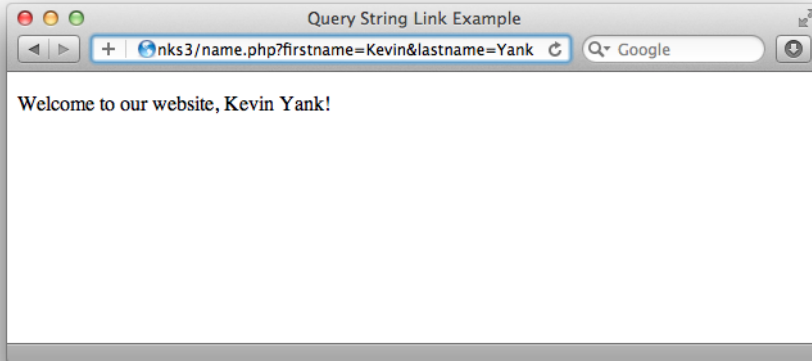 Query String Link Example
nks3/name.php?firstname=Kevin&lastname=Yank
Google
Welcome to our website, Kevin Yank!